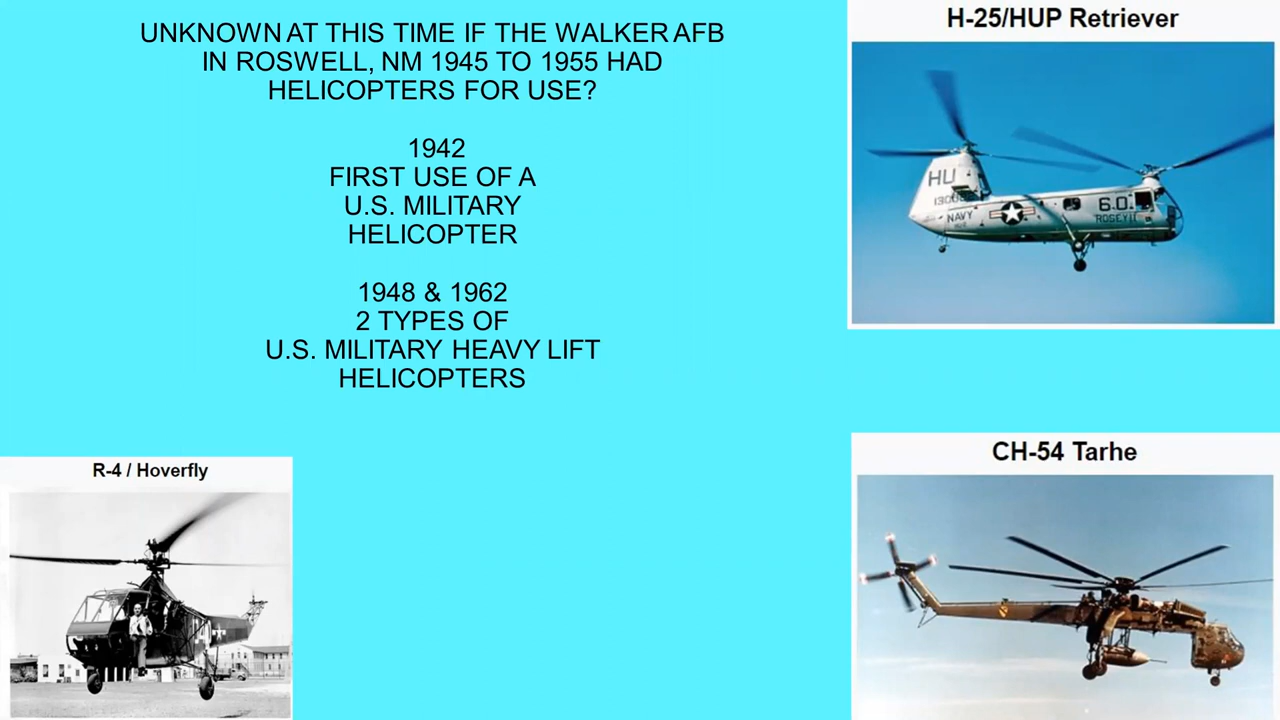 UNKNOWN AT THIS TIME IF THE WALKER AFB
IN ROSWELL, NM 1945 TO 1955 HAD
HELICOPTERS FOR USE?
1942
FIRST USE OF A
U.S. MILITARY
HELICOPTER
1948 & 1962
2 TYPES OF
U.S. MILITARY HEAVY LIFT
HELICOPTERS
H-25/HUP Retriever
HU
NAVY
60
R-4 / Hoverfly
CH-54 Tarhe